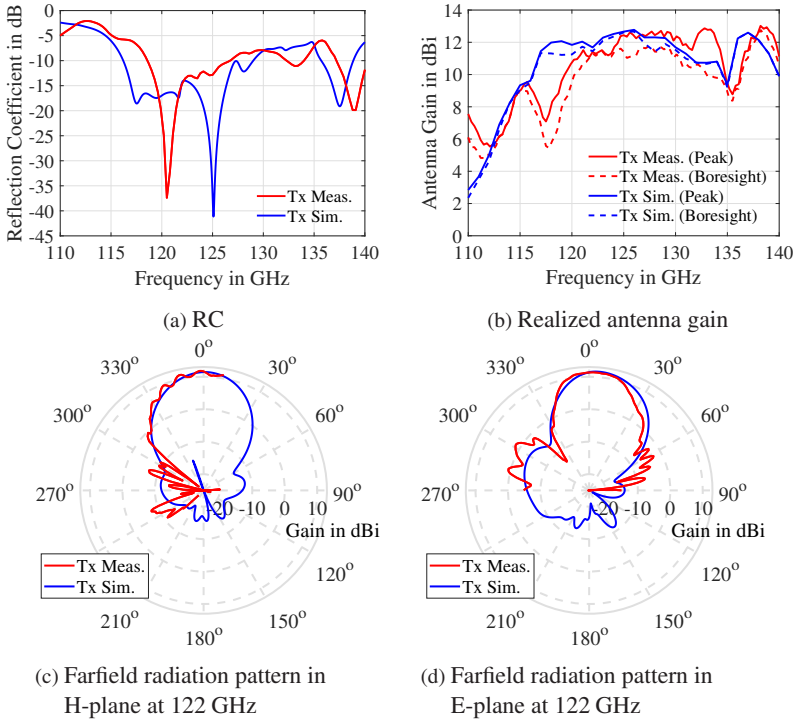 0
-5
-10
-15
-20
-25
-30
-35
-40
-45
Reflection Coefficient in dB
Tx Meas.
Tx Sim.
110 115 120 125 130 135 140
Frequency in GHz
(a) RC
14
12
10
8
6
4
2
0
Antenna Gain in dBi
Tx Meas. (Peak)
Tx Meas. (Boresight)
Tx Sim. (Peak)
Tx Sim. (Boresight)
110 115 120 125 130 135 140
Frequency in GHz
(b) Realized antenna gain
0º
30º
60º
90º
120º
150º
180º
210º
270º
300º
330º
-20 -10 0 10
Gain in dBi
Tx Meas.
Tx Sim.
(c) Farfield radiation pattern in
H-plane at 122 GHz
0º
30º
60º
90º
120º
150º
180º
210º
270º
300º
330º
-20 -10 0 10
Gain in dBi
Tx Meas.
Tx Sim.
(d) Farfield radiation pattern in
E-plane at 122 GHz